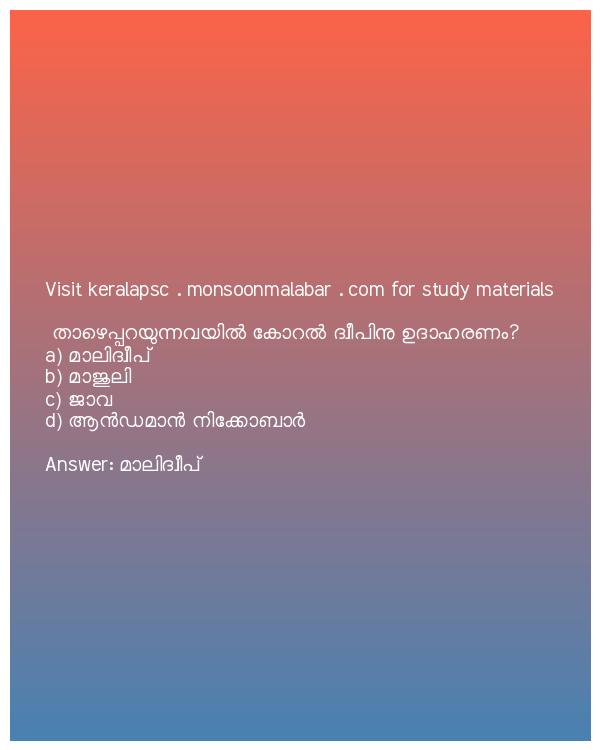 Visit keralapsc . monsoonmalabar . com for study materials
താഴെപ്പറയുന്നവയിൽ കോറൽ ദ്വീപിനു ഉദാഹരണം?
a) മാലിദ്വീപ്
b) മാജുലി
c) ജാവ
d) ആൻഡമാൻ നിക്കോബാർ
Answer: മാലിദ്വീപ്